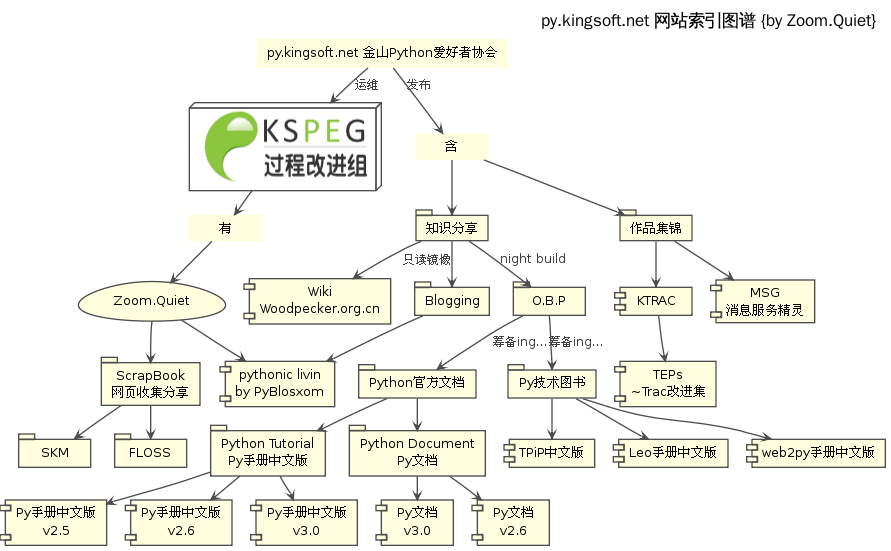 py.kingsoft.net 网站索引图谱 {by Zoom.Quiet}
py.kingsoft.net 金山Python爱好者协会
运维
发布
KSPEG
过程改进组
含
有
知识分享
作品集锦
只读镜像
night build
Zoom.Quiet
Wiki
Woodpecker.org.cn
Blogging
O.B.P
KTRAC
MSG
消息服务精灵
筹备ing...
筹备ing...
ScrapBook
网页收集分享
pythonic livin
by PyBlosxom
Python官方文档
Py技术图书
TEPs
~Trac改进集
SKM
FLOSS
Python Tutorial
Py手册中文版
Python Document
Py文档
TPiP中文版
Leo手册中文版
web2py手册中文版
Py手册中文版
v2.5
Py手册中文版
v2.6
Py手册中文版
v3.0
Py文档
v3.0
Py文档
v2.6